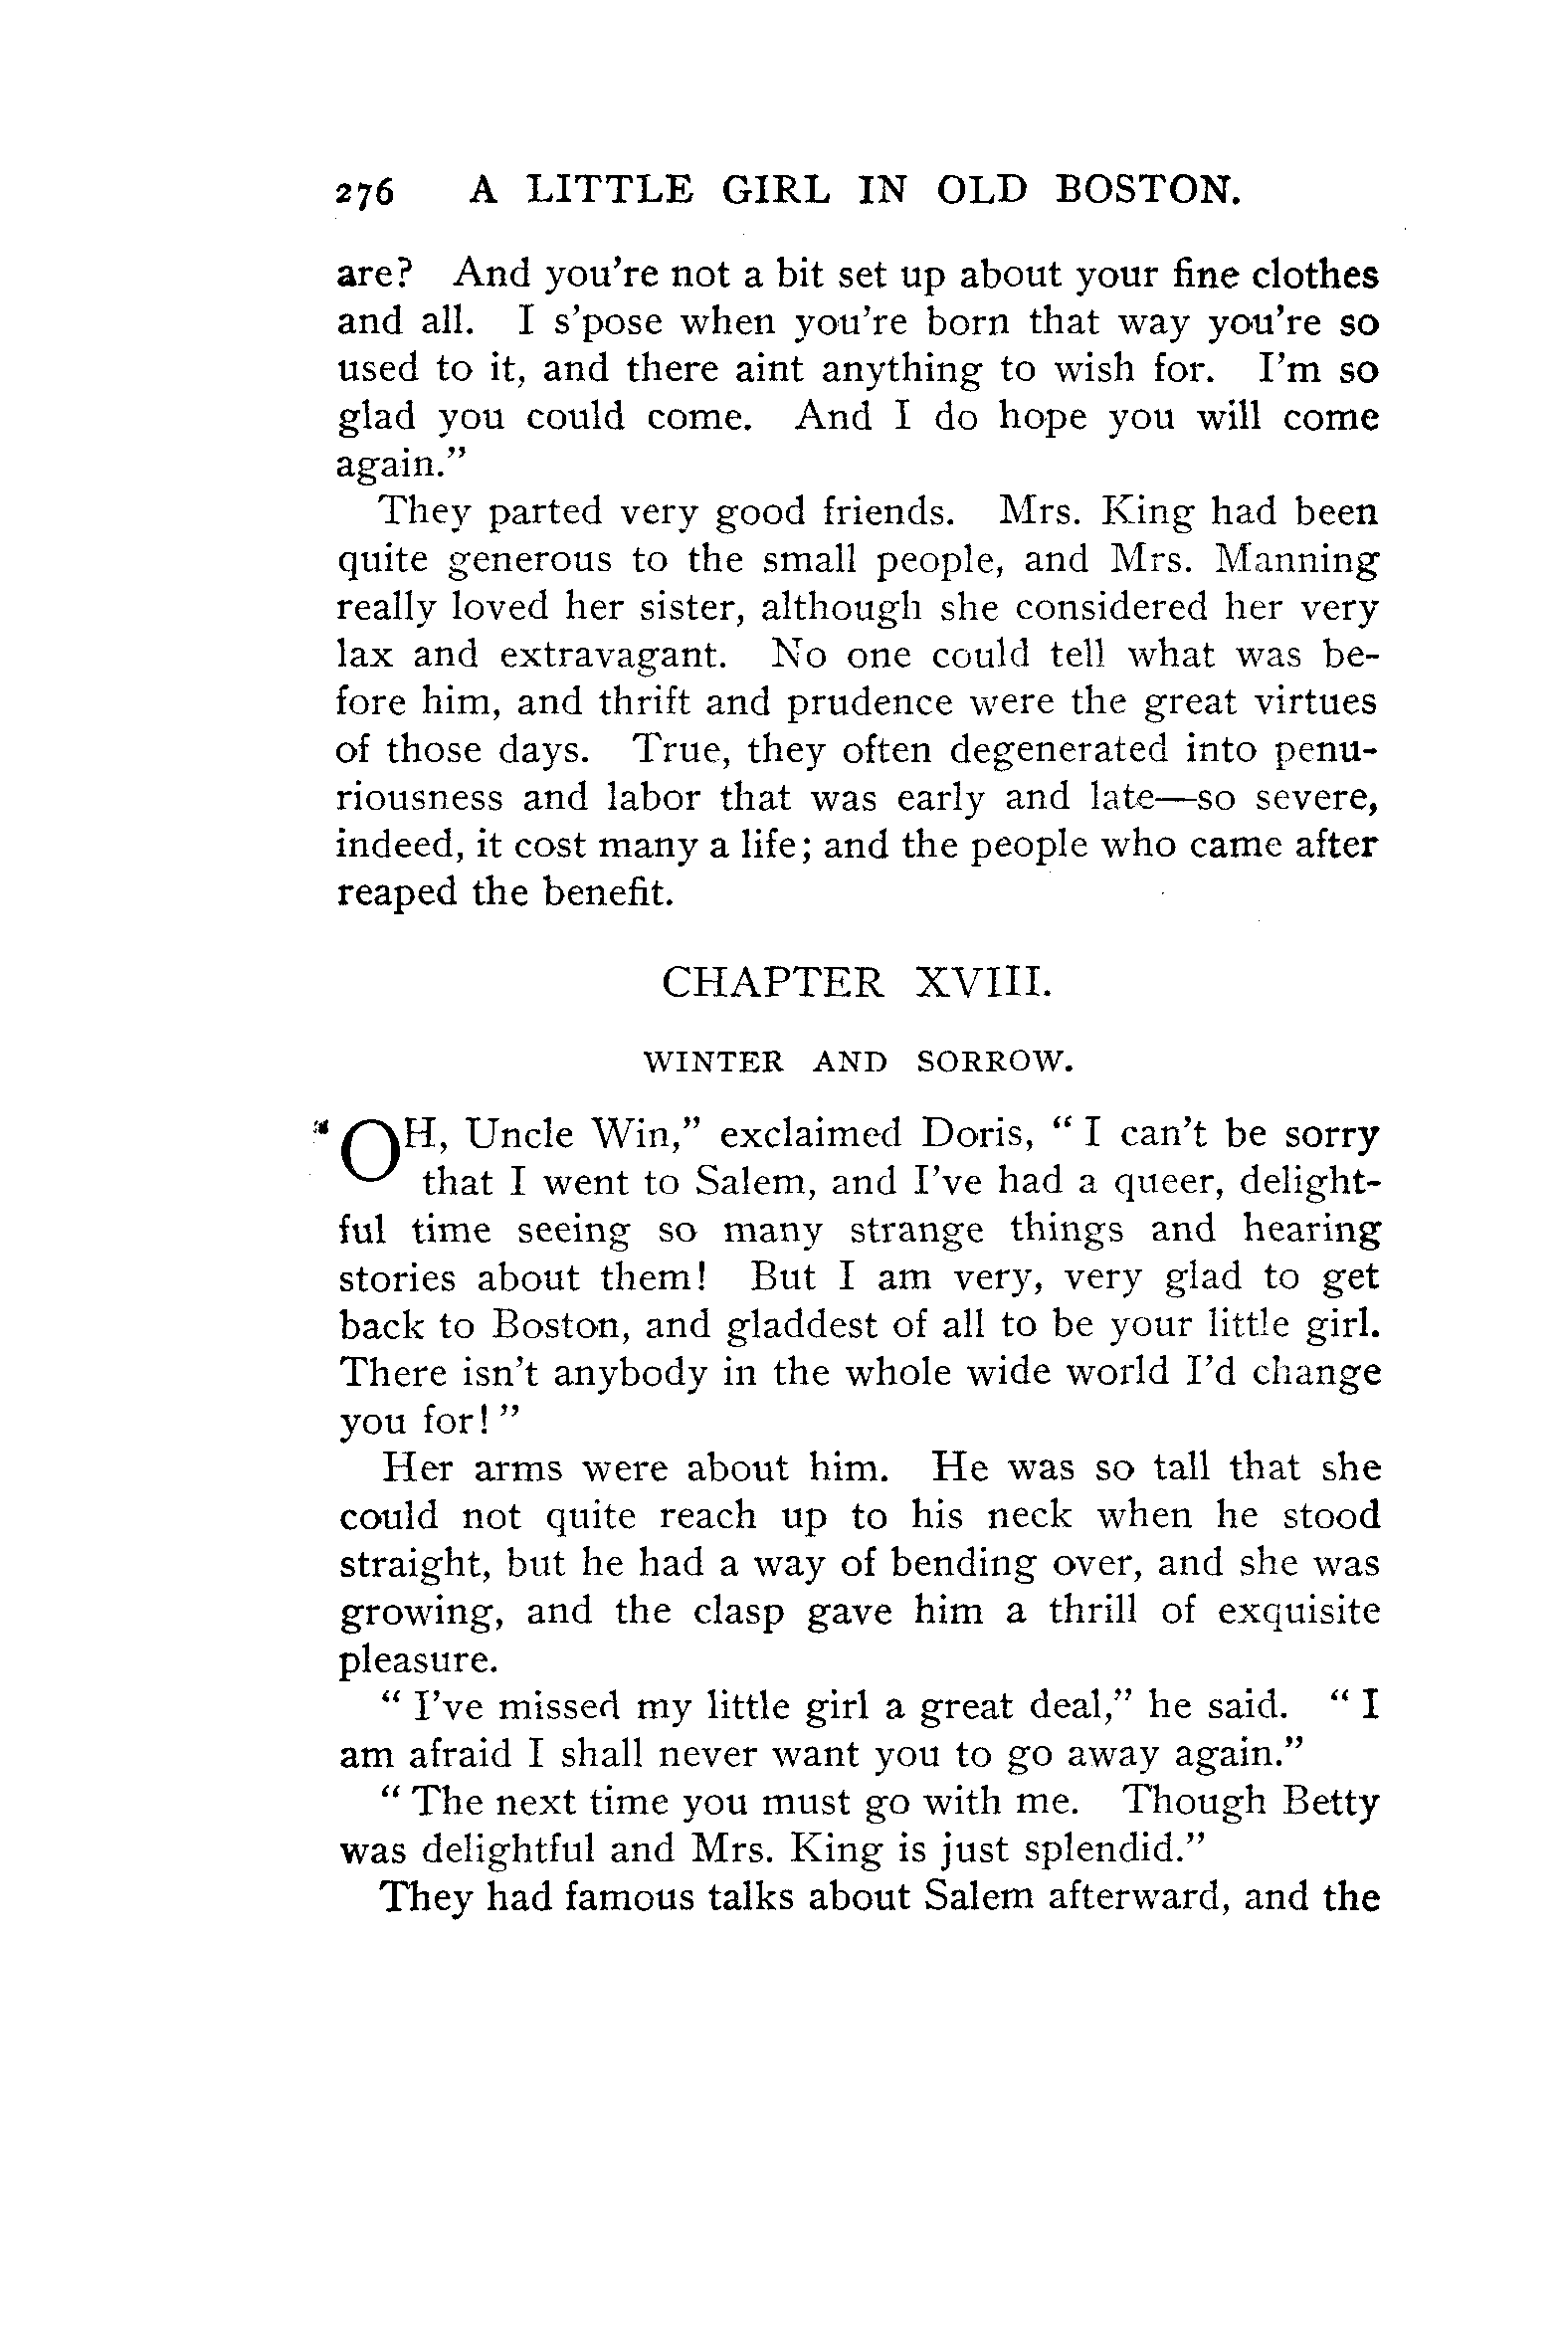 276 A LITTLE GIRL IN OLD BOSTON.
are? And you're not a bit set up about your fine clothes
and all. I s'pose when you're born that way you're so
used to it, and there aint anything to wish for. I'm so
glad you could come. And I do hope you will come
again."
They parted very good friends. Mrs. King had been
quite generous to the small people, and Mrs. Manning
really loved her sister, although she considered her very
lax and extravagant. No one could tell what was be-
fore him, and thrift and prudence were the great virtues
of those days. True, they often degenerated into penu-
riousness and labor that was early and late—so severe,
indeed, it cost many a life; and the people who came after
reaped the benefit.
CHAPTER XVIII.
WINTER AND SORROW.
"OH, Uncle Win," exclaimed Doris, "I can't be sorry
that I went to Salem, and I've had a queer, delight-
ful time seeing so many strange things and hearing
stories about them! But I am very, very glad to get
back to Boston, and gladdest of all to be your little girl.
There isn't anybody in the whole wide world I'd change
you for!"
Her arms were about him. He was so tall that she
could not quite reach up to his neck when he stood
straight, but he had a way of bending over, and she was
growing, and the clasp gave him a thrill of exquisite
pleasure.
"I've missed my little girl a great deal," he said. "I
am afraid I shall never want you to go away again."
"The next time you must go with me. Though Betty
was delightful and Mrs. King is just splendid."
They had famous talks about Salem afterward, and the